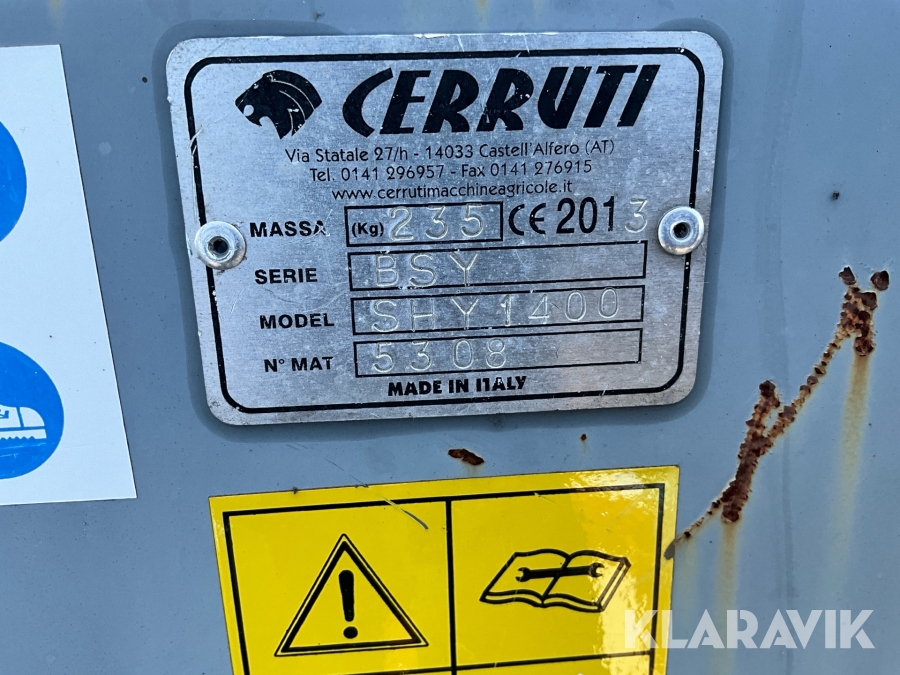 CERRUTI
Via Statale 27/h - 14033 Castell'Alfero (AT)
Tel. 0141 296957 - Fax 0141 276915
www.cerrutimacchineagricole.it
MASSA (Kg) 235 CE 2013
SERIE BSY
MODEL SHY1400
N° MAT 5308
MADE IN ITALY
KLARAVIK